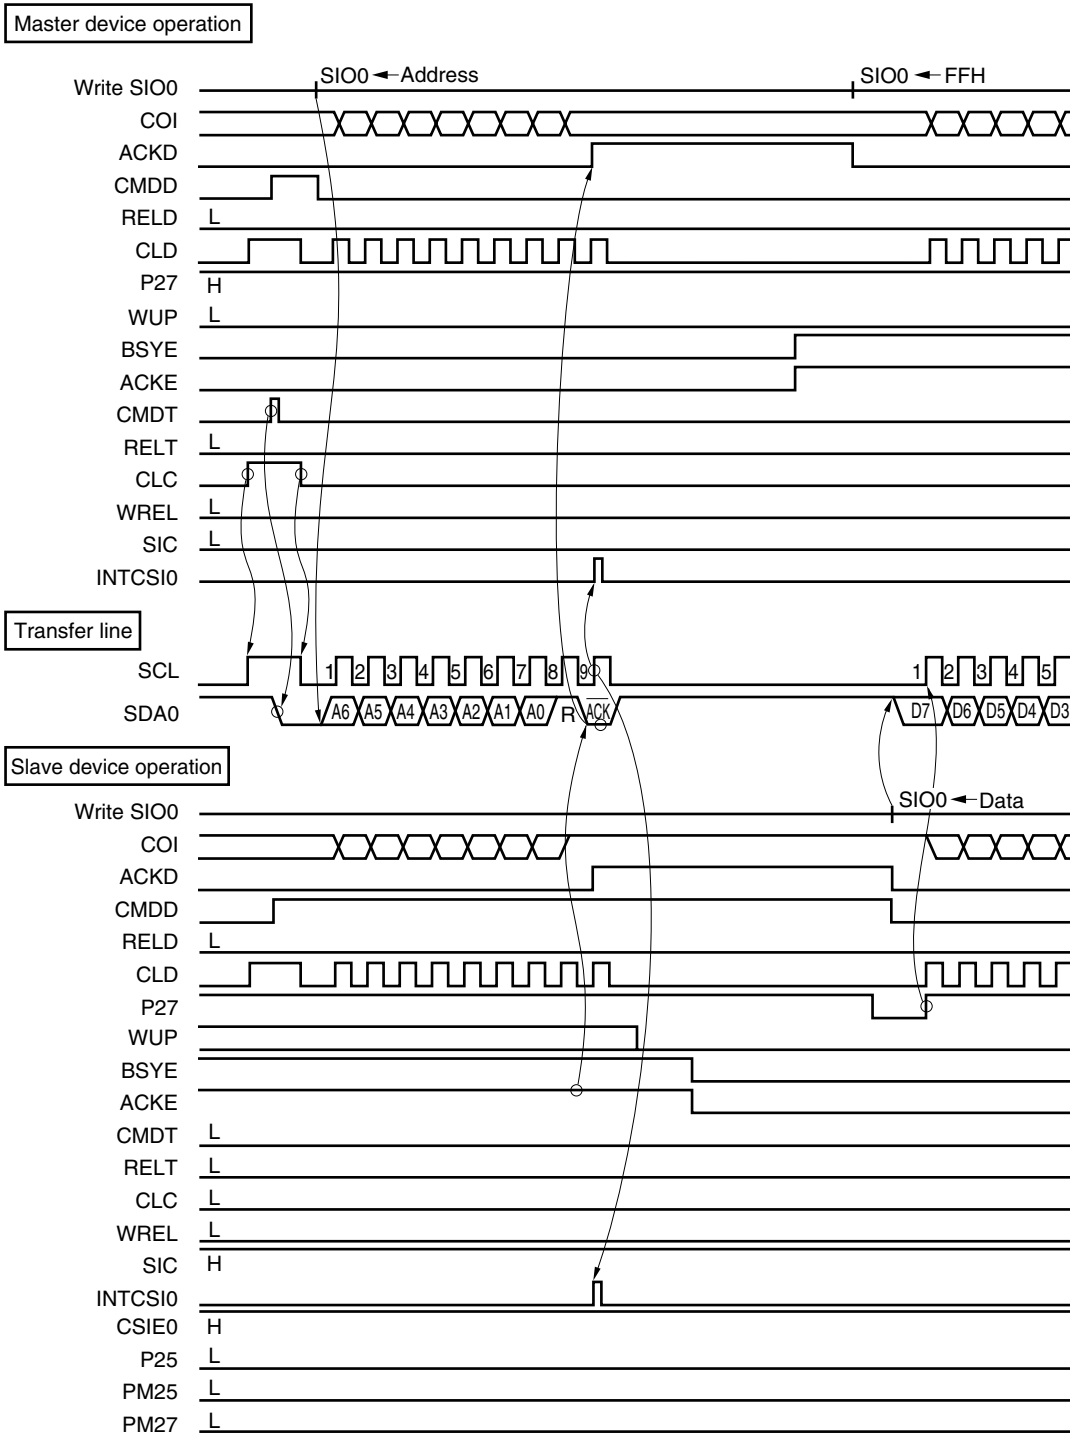 Master device operation
Write SIO0 SIO0 ← Address SIO0 ← FFH
COI
ACKD
CMDD
RELD L
CLD
P27 H
WUP L
BSYE
ACKE
CMDT
RELT L
CLC
WREL L
SIC L
INTCSI0
Transfer line
SCL 1 2 3 4 5 6 7 8 9 1 2 3 4 5
SDA0 A6 A5 A4 A3 A2 A1 A0 R ACK D7 D6 D5 D4 D3
Slave device operation
Write SIO0 SIO0 ← Data
COI
ACKD
CMDD
RELD L
CLD
P27
WUP
BSYE
ACKE
CMDT L
RELT L
CLC L
WREL L
SIC H
INTCSI0
CSIE0 H
P25 L
PM25 L
PM27 L